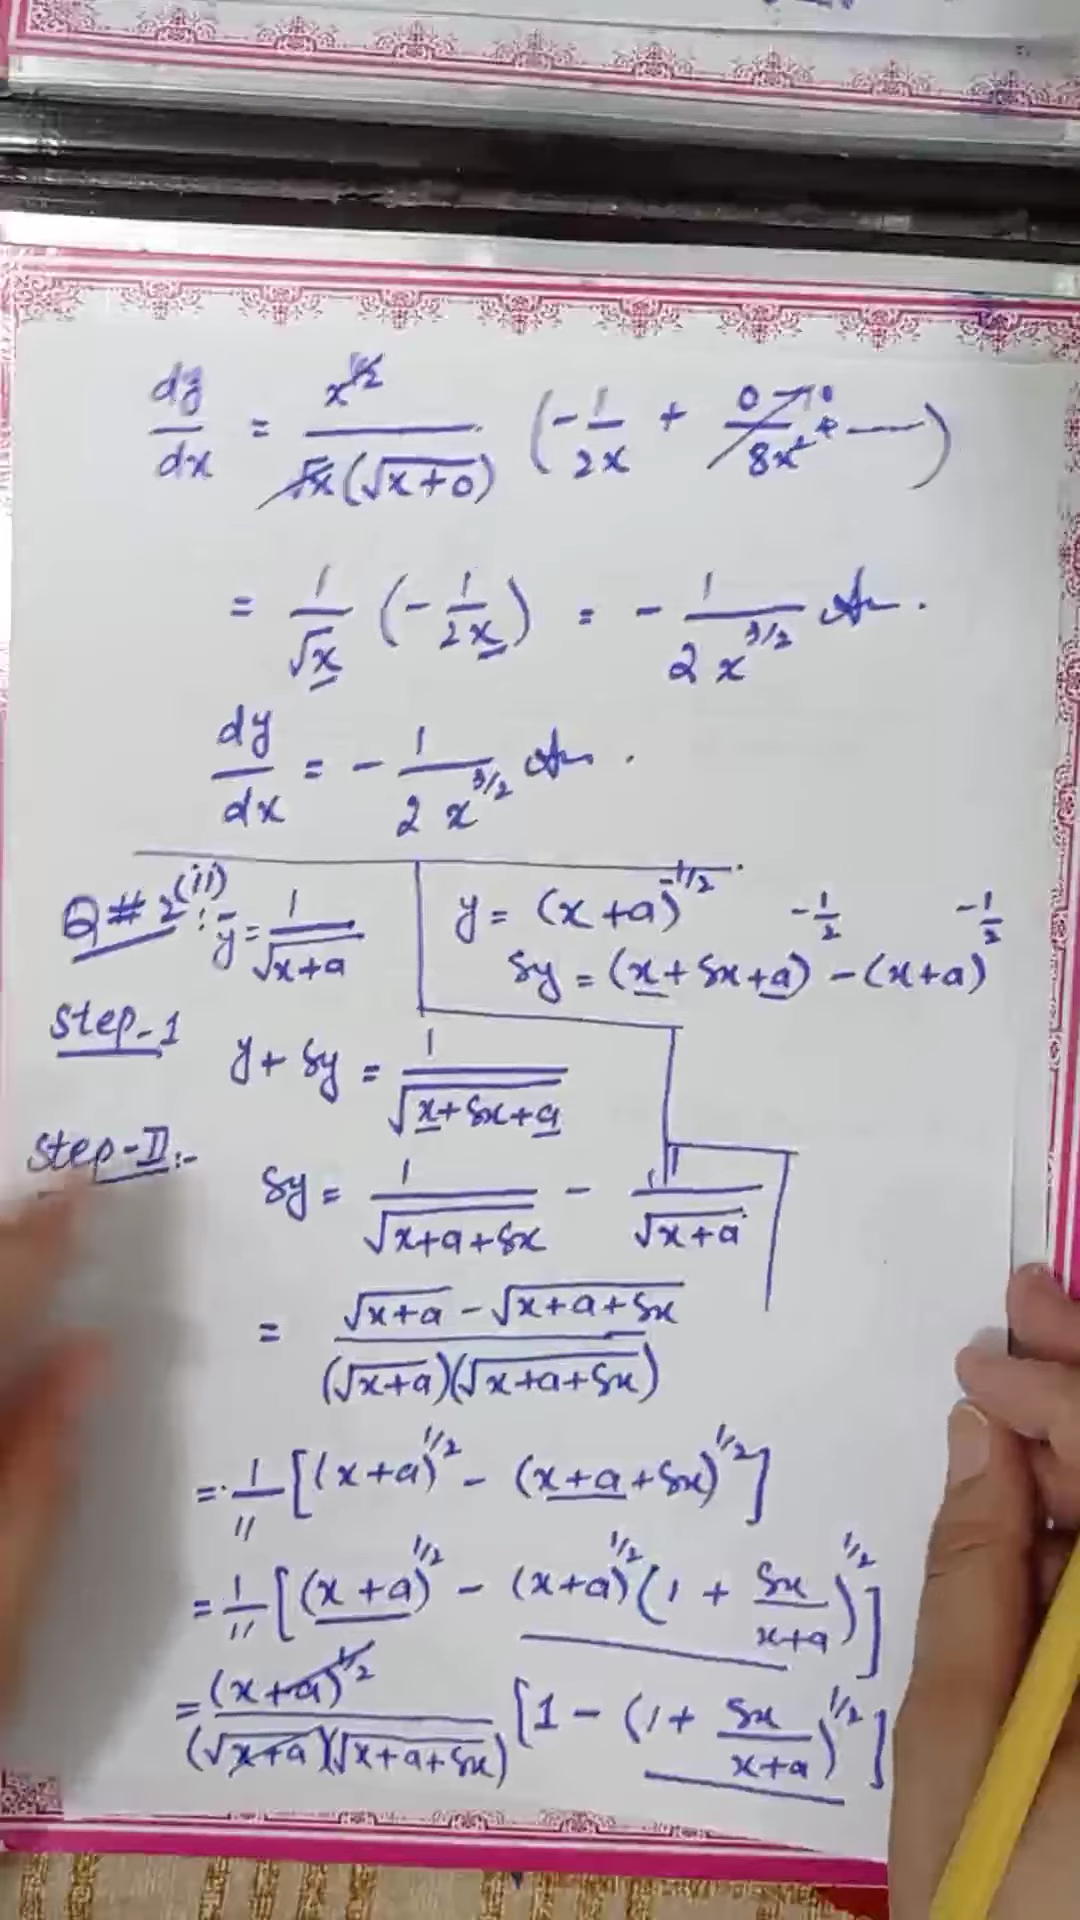 dy/dx = x^1/2 / √x(√x+0) (-1/2x + 0/8x² + —)
= 1/√x (-1/2x) = - 1/2x^3/2 Ans.
dy/dx = - 1/2x^3/2 Ans.
Q#2(ii): y = 1/√x+a
y = (x+a)^-1/2
δy = (x+δx+a)^-1/2 - (x+a)^-1/2
Step-1
y+δy = 1/√x+δx+a
Step-II:-
δy = 1/√x+a+δx - 1/√x+a
= √x+a - √x+a+δx / (√x+a)(√x+a+δx)
= 1/11 [(x+a)^1/2 - (x+a+δx)^1/2]
= 1/11 [(x+a)^1/2 - (x+a)^1/2 (1 + δx/x+a)^1/2]
= (x+a)^1/2 / (√x+a)(√x+a+δx) [1 - (1 + δx/x+a)^1/2]